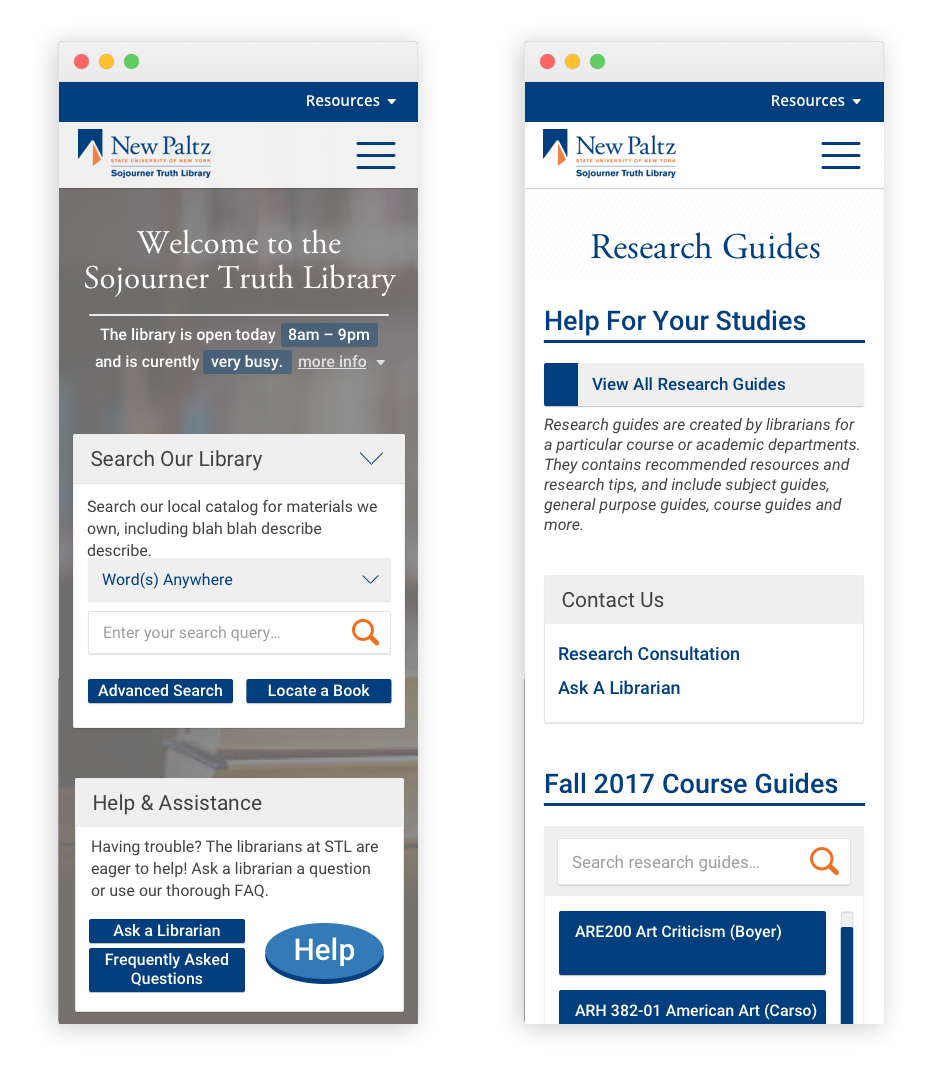 Resources
New Paltz
STATE UNIVERSITY OF NEW YORK
Sojourner Truth Library
Welcome to the
Sojourner Truth Library
The library is open today 8am – 9pm
and is curently very busy. more info
Search Our Library
Search our local catalog for materials we
own, including blah blah describe
describe.
Word(s) Anywhere
Enter your search query...
Advanced Search Locate a Book
Help & Assistance
Having trouble? The librarians at STL are
eager to help! Ask a librarian a question
or use our thorough FAQ.
Ask a Librarian
Frequently Asked
Questions
Help
Resources
New Paltz
STATE UNIVERSITY OF NEW YORK
Sojourner Truth Library
Research Guides
Help For Your Studies
View All Research Guides
Research guides are created by librarians for
a particular course or academic departments.
They contains recommended resources and
research tips, and include subject guides,
general purpose guides, course guides and
more.
Contact Us
Research Consultation
Ask A Librarian
Fall 2017 Course Guides
Search research guides...
ARE200 Art Criticism (Boyer)
ARH 382-01 American Art (Carso)